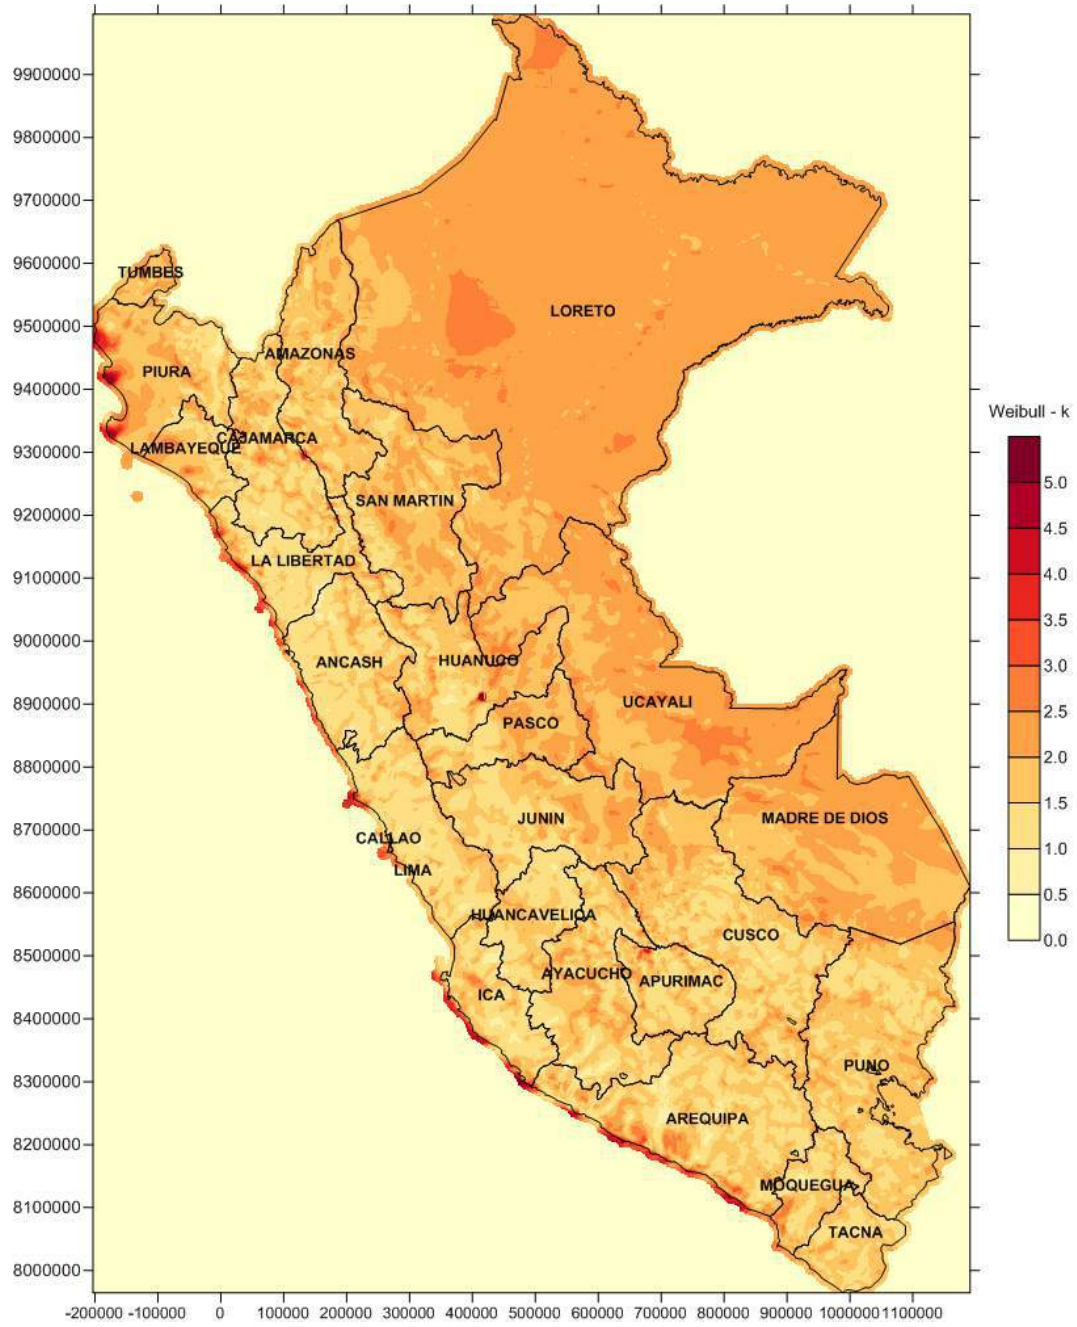 9900000
9800000
9700000
9600000
TUMBES
LORETO
9500000
AMAZONAS
PIURA
9400000
Weibull - k
CAJAMARCA
LAMBAYEQUE
9300000
5.0
SAN MARTIN
4.5
9200000
4.0
LA LIBERTAD
9100000
3.5
9000000
3.0
ANCASH
HUANUCO
2.5
8900000
UCAYALI
PASCO
2.0
8800000
1.5
JUNIN
MADRE DE DIOS
8700000
CALLAO
1.0
LIMA
8600000
0.5
HUANCAVELICA
CUSCO
0.0
8500000
AYACUCHO
APURIMAC
ICA
8400000
PUNO
8300000
AREQUIPA
8200000
MOQUEGUA
8100000
TACNA
8000000
-200000 -100000 0 100000 200000 300000 400000 500000 600000 700000 800000 900000 1000000 1100000